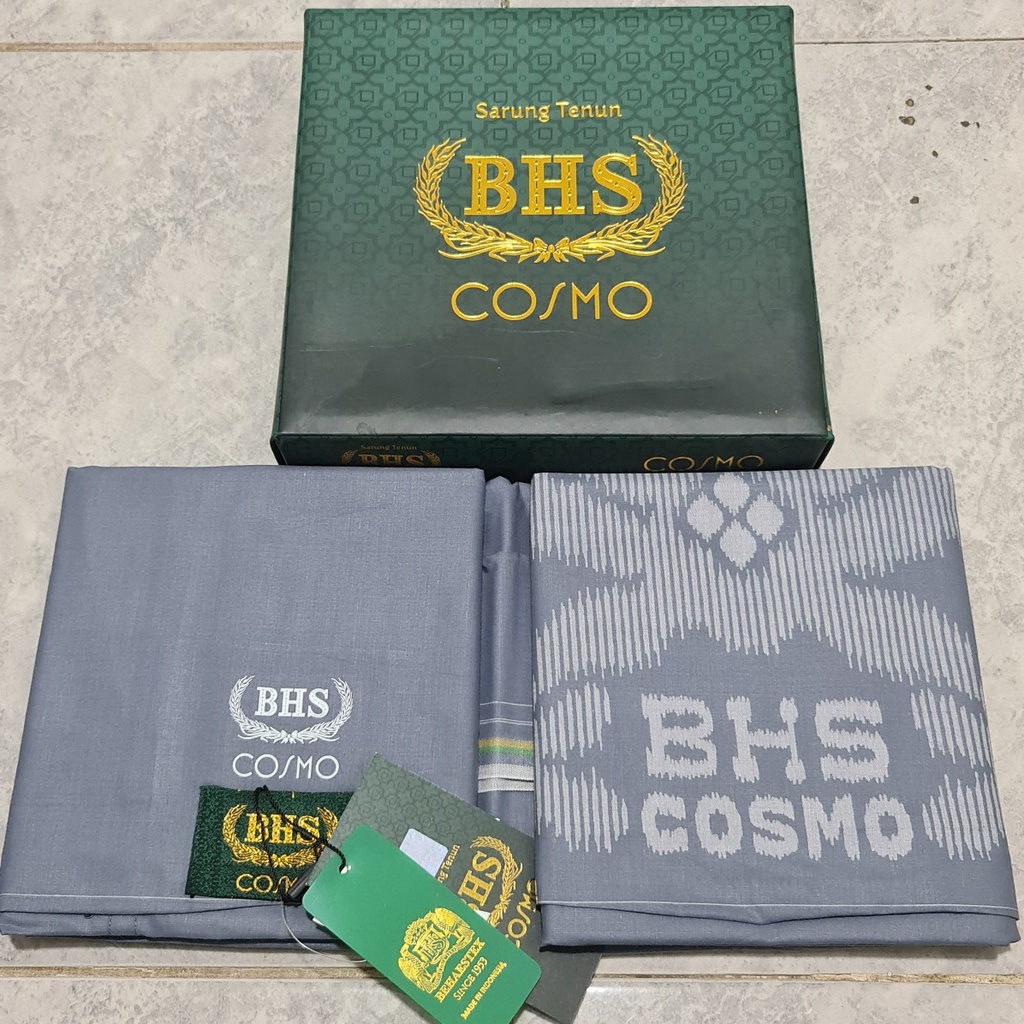 Sarung Tenun
BHS
COSMO
Sarung Tenun
BHS
COSMO
BHS
COSMO
BHS
COSMO
BHS
COSMO
BHS
COSMO
BEHAESTEX
SINCE 1953
MADE IN INDONESIA